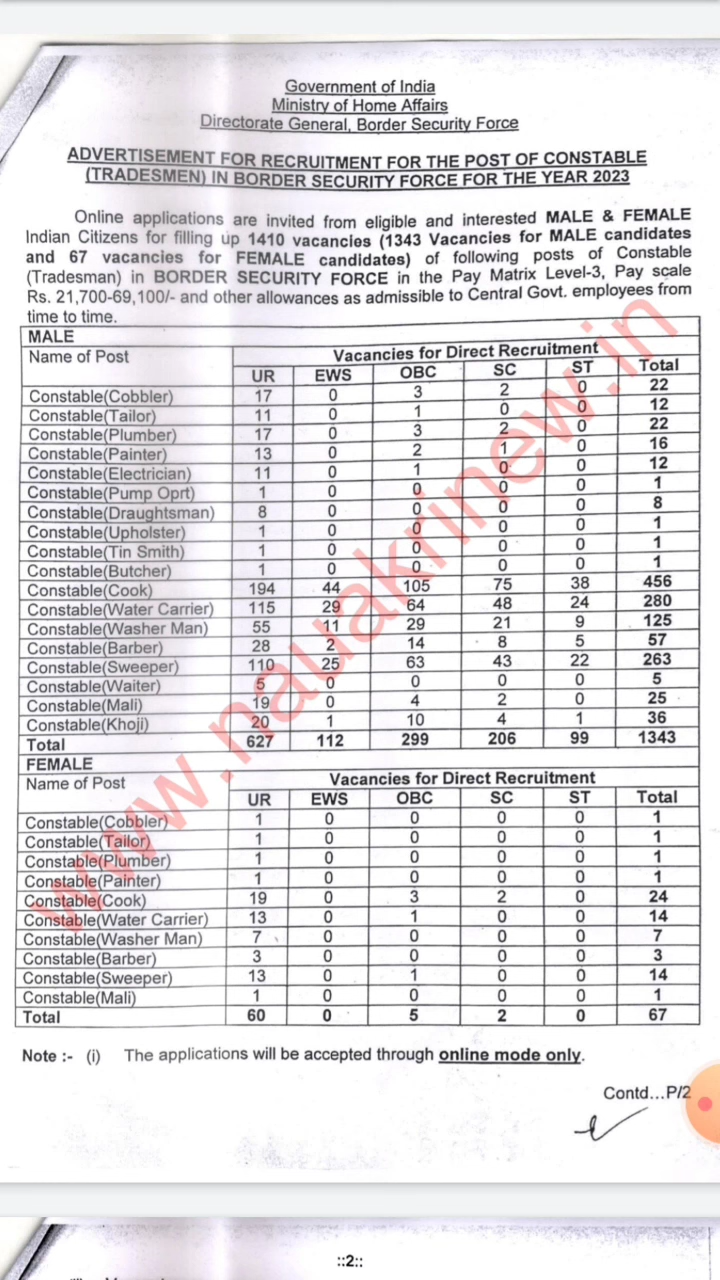 Government of India
Ministry of Home Affairs
Directorate General, Border Security Force
ADVERTISEMENT FOR RECRUITMENT FOR THE POST OF CONSTABLE
(TRADESMEN) IN BORDER SECURITY FORCE FOR THE YEAR 2023
Online applications are invited from eligible and interested MALE & FEMALE
Indian Citizens for filling up 1410 vacancies (1343 Vacancies for MALE candidates
and 67 vacancies for FEMALE candidates) of following posts of Constable
(Tradesman) in BORDER SECURITY FORCE in the Pay Matrix Level-3, Pay scale
Rs. 21,700-69,100/- and other allowances as admissible to Central Govt. employees from
time to time.
MALE
Name of Post Vacancies for Direct Recruitment
UR EWS OBC SC ST Total
Constable(Cobbler) 17 0 3 2 0 22
Constable(Tailor) 11 0 1 0 0 12
Constable(Plumber) 17 0 3 2 0 22
Constable(Painter) 13 0 2 1 0 16
Constable(Electrician) 11 0 1 0 0 12
Constable(Pump Oprt) 1 0 0 0 0 1
Constable(Draughtsman) 8 0 0 0 0 8
Constable(Upholster) 1 0 0 0 0 1
Constable(Tin Smith) 1 0 0 0 0 1
Constable(Butcher) 1 0 0 0 0 1
Constable(Cook) 194 44 105 75 38 456
Constable(Water Carrier) 115 29 64 48 24 280
Constable(Washer Man) 55 11 29 21 9 125
Constable(Barber) 28 2 14 8 5 57
Constable(Sweeper) 110 25 63 43 22 263
Constable(Waiter) 5 0 0 0 0 5
Constable(Mali) 19 0 4 2 0 25
Constable(Khoji) 20 1 10 4 1 36
Total 627 112 299 206 99 1343
FEMALE
Name of Post Vacancies for Direct Recruitment
UR EWS OBC SC ST Total
Constable(Cobbler) 1 0 0 0 0 1
Constable(Tailor) 1 0 0 0 0 1
Constable(Plumber) 1 0 0 0 0 1
Constable(Painter) 1 0 0 0 0 1
Constable(Cook) 19 0 3 2 0 24
Constable(Water Carrier) 13 0 1 0 0 14
Constable(Washer Man) 7 0 0 0 0 7
Constable(Barber) 3 0 0 0 0 3
Constable(Sweeper) 13 0 1 0 0 14
Constable(Mali) 1 0 0 0 0 1
Total 60 0 5 2 0 67
Note :- (i) The applications will be accepted through online mode only.
Contd...P/2
www.nauakrinew.in
::2::